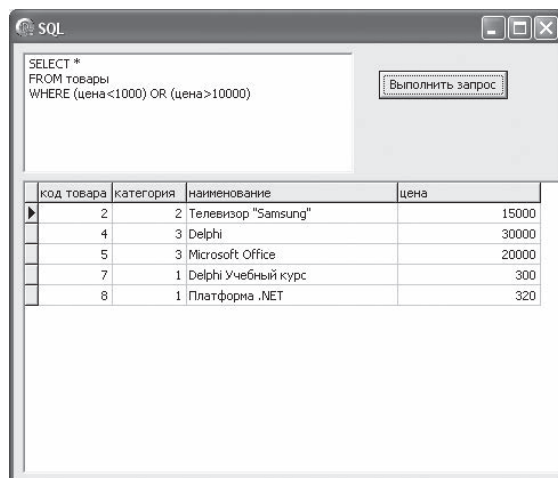 SQL
SELECT *
FROM товары
WHERE (цена<1000) OR (цена>10000)
Выполнить запрос
код товара категория наименование цена
2 2 Телевизор "Samsung" 15000
4 3 Delphi 30000
5 3 Microsoft Office 20000
7 1 Delphi Учебный курс 300
8 1 Платформа .NET 320